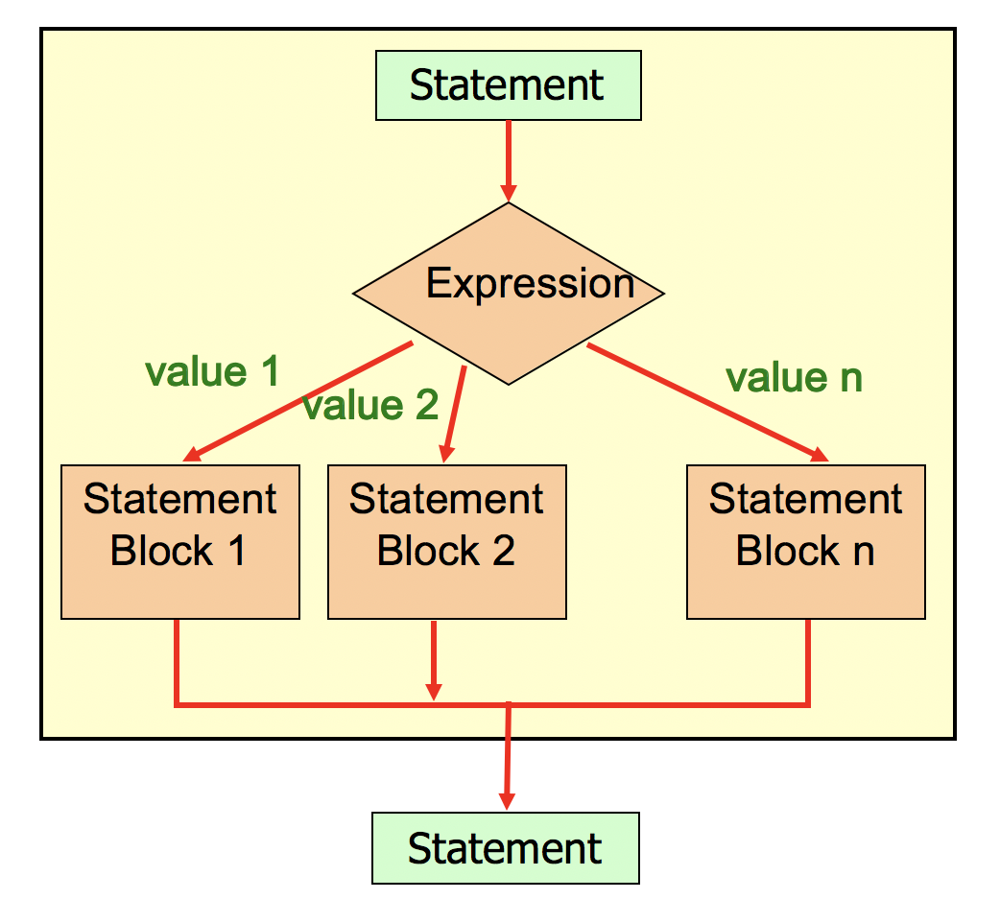 Statement
Expression
value 1
value 2
value n
Statement
Block 1
Statement
Block 2
Statement
Block n
Statement